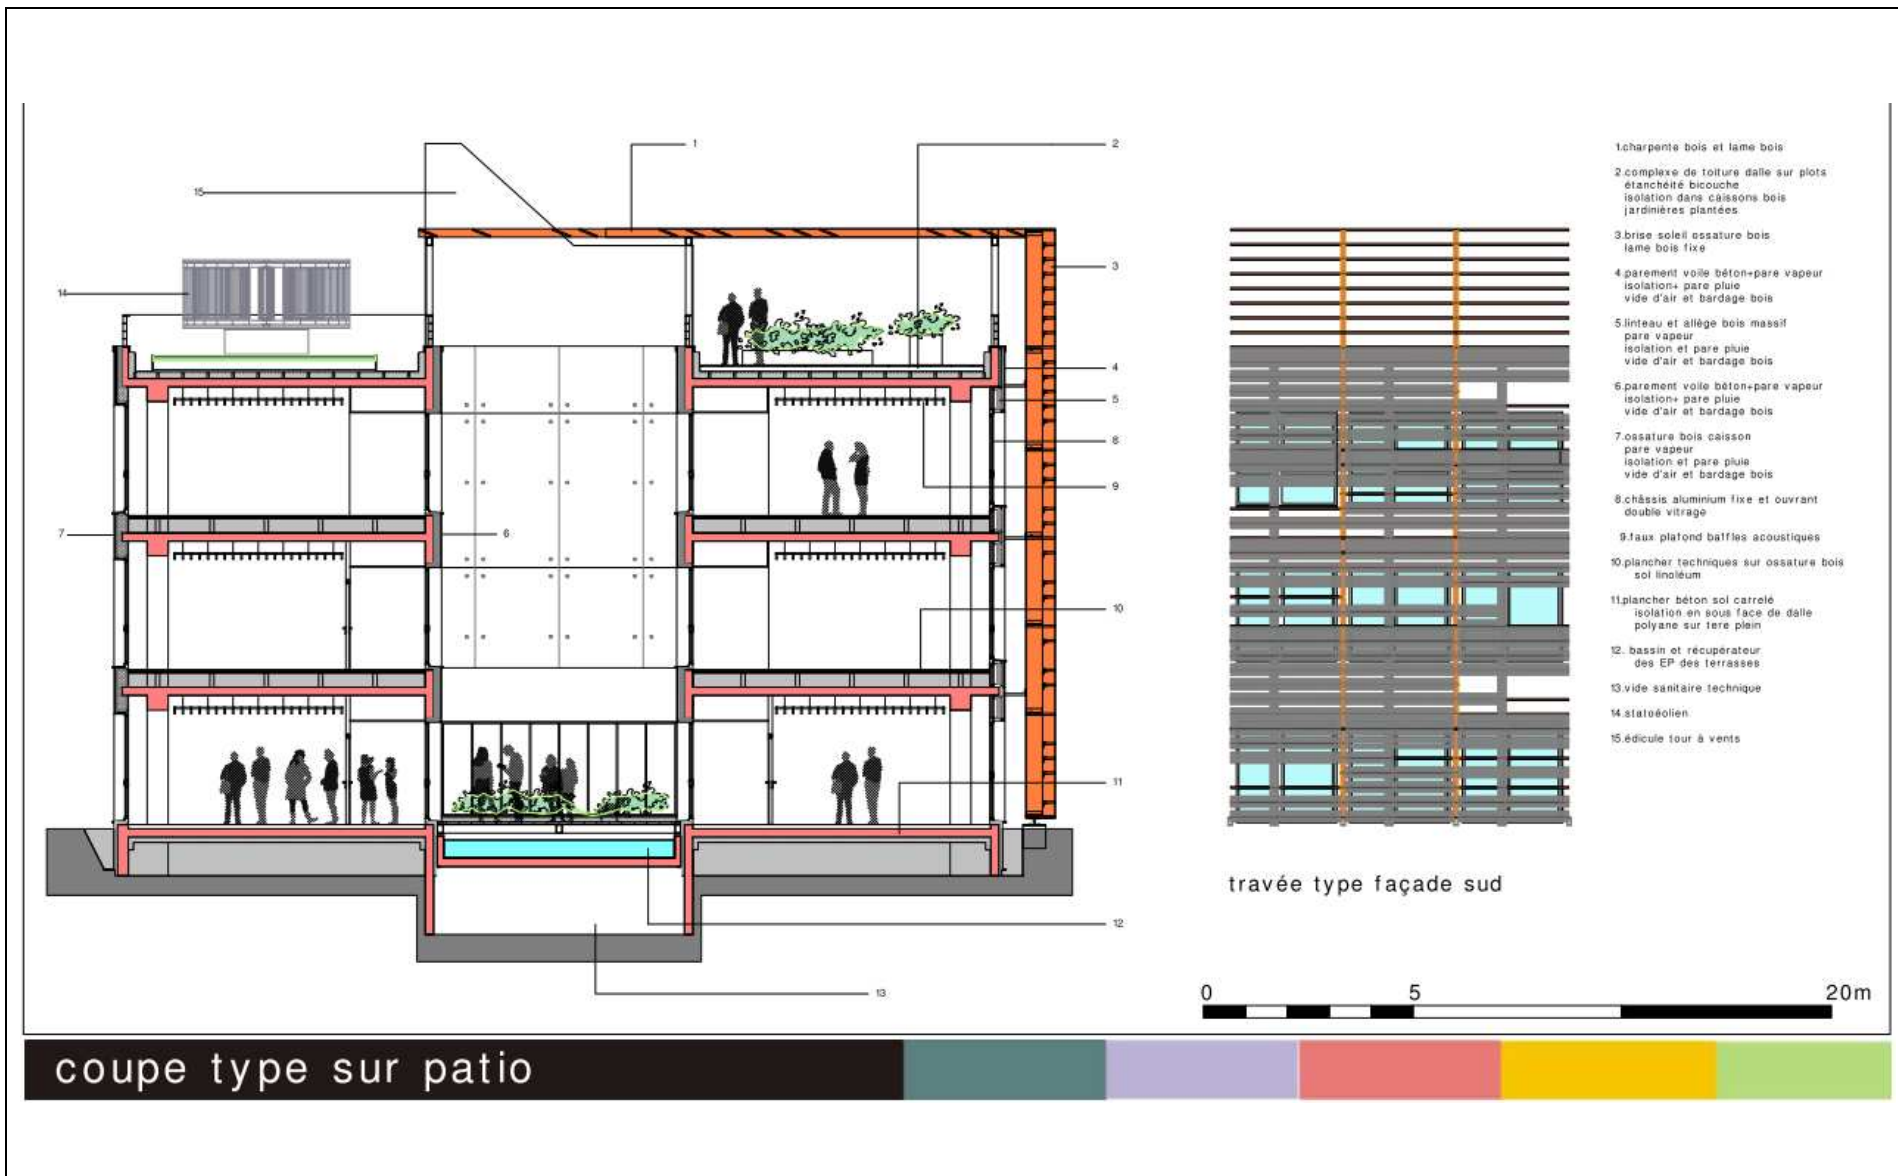 1
2
15
3
14
4
5
8
9
7
6
10
11
12
13
1.charpente bois et lame bois
2.complexe de toiture dalle sur plots
étanchéité bicouche
isolation dans caissons bois
jardinières plantées
3.brise soleil ossature bois
lame bois fixe
4.parement voile béton+pare vapeur
isolation+ pare pluie
vide d'air et bardage bois
5.linteau et allège bois massif
pare vapeur
isolation et pare pluie
vide d'air et bardage bois
6.parement voile béton+pare vapeur
isolation+ pare pluie
vide d'air et bardage bois
7.ossature bois caisson
pare vapeur
isolation et pare pluie
vide d'air et bardage bois
8.châssis aluminium fixe et ouvrant
double vitrage
9.faux plafond baffles acoustiques
10.plancher techniques sur ossature bois
sol linoléum
11.plancher béton sol carrelé
isolation en sous face de dalle
polyane sur tere plein
12. bassin et récupérateur
des EP des terrasses
13.vide sanitaire technique
14.statoéolien
15.édicule tour à vents
travée type façade sud
0 5 20m
coupe type sur patio